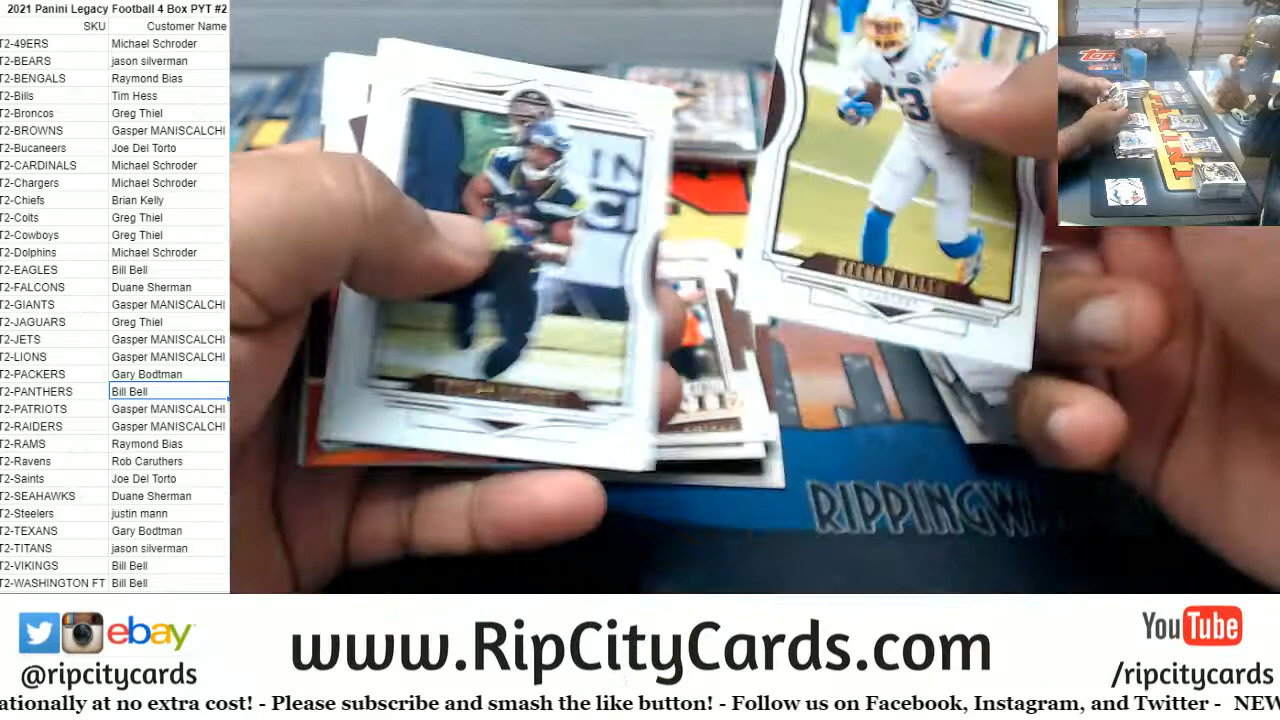 2021 Panini Legacy Football 4 Box PYT #2
SKU Customer Name
T2-49ERS Michael Schroder
T2-BEARS jason silverman
T2-BENGALS Raymond Bias
T2-Bills Tim Hess
T2-Broncos Greg Thiel
T2-BROWNS Gasper MANISCALCHI
T2-Bucaneers Joe Del Torto
T2-CARDINALS Michael Schroder
T2-Chargers Michael Schroder
T2-Chiefs Brian Kelly
T2-Colts Greg Thiel
T2-Cowboys Greg Thiel
T2-Dolphins Michael Schroder
T2-EAGLES Bill Bell
T2-FALCONS Duane Sherman
T2-GIANTS Gasper MANISCALCHI
T2-JAGUARS Greg Thiel
T2-JETS Gasper MANISCALCHI
T2-LIONS Gasper MANISCALCHI
T2-PACKERS Gary Bodtman
T2-PANTHERS Bill Bell
T2-PATRIOTS Gasper MANISCALCHI
T2-RAIDERS Gasper MANISCALCHI
T2-RAMS Raymond Bias
T2-Ravens Rob Caruthers
T2-Saints Joe Del Torto
T2-SEAHAWKS Duane Sherman
T2-Steelers justin mann
T2-TEXANS Gary Bodtman
T2-TITANS jason silverman
T2-VIKINGS Bill Bell
T2-WASHINGTON FT Bill Bell
IN
CI
13
KEENAN ALLEN
RIPPINGW
Topps
ebay
@ripcitycards
www.RipCityCards.com
YouTube
/ripcitycards
ationally at no extra cost! - Please subscribe and smash the like button! - Follow us on Facebook, Instagram, and Twitter - NEW